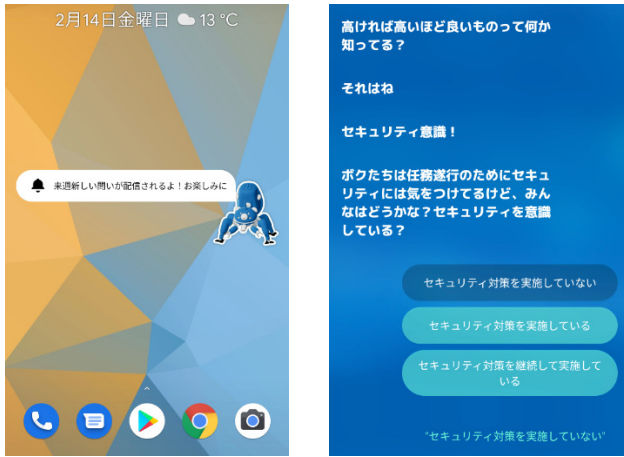 2月14日金曜日 13 °C
来週新しい問いが配信されるよ！お楽しみに
高ければ高いほど良いものって何か
知ってる？
それはね
セキュリティ意識！
ボクたちは任務遂行のためにセキュ
リティには気をつけてるけど、みん
なはどうかな？セキュリティを意識
している？
セキュリティ対策を実施していない
セキュリティ対策を実施している
セキュリティ対策を継続して実施して
いる
"セキュリティ対策を実施していない"